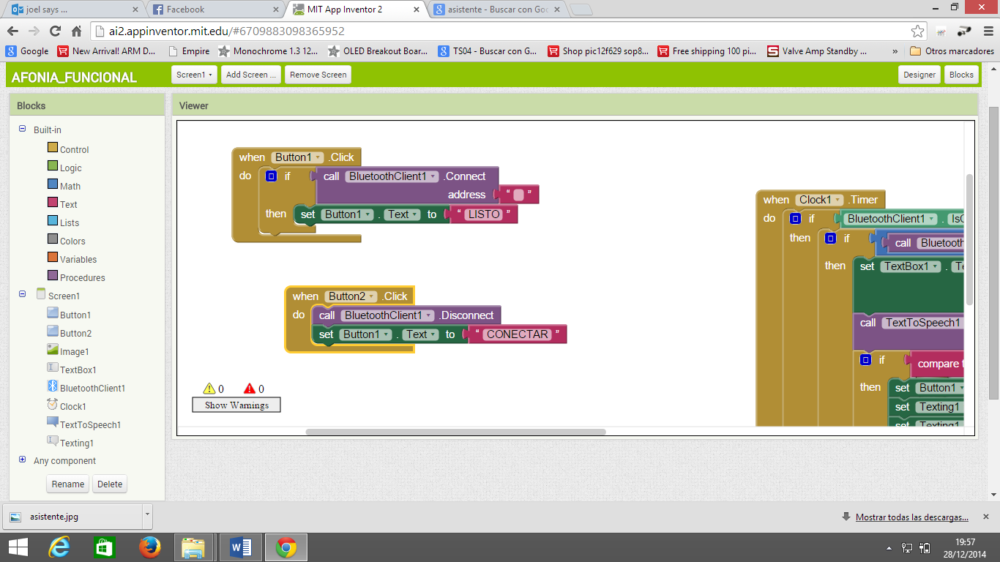 joel says ...
Facebook
MIT App Inventor 2
asistente - Buscar con Goo
ai2.appinventor.mit.edu/#6709883098365952
Google
New Arrival! ARM D...
Empire
Monochrome 1.3 12...
OLED Breakout Boar...
TS04 - Buscar con G...
Shop pic12f629 sop8...
Free shipping 100 pi...
Valve Amp Standby ...
»
Otros marcadores
AFONIA_FUNCIONAL
Screen1
Add Screen ...
Remove Screen
Designer
Blocks
Blocks
Built-in
Control
Logic
Math
Text
Lists
Colors
Variables
Procedures
Screen1
Button1
Button2
Image1
TextBox1
BluetoothClient1
Clock1
TextToSpeech1
Texting1
Any component
Rename
Delete
Viewer
when Button1 .Click
do if call BluetoothClient1 .Connect
address “ ”
then set Button1 . Text to “ LISTO ”
when Button2 .Click
do call BluetoothClient1 .Disconnect
set Button1 . Text to “ CONECTAR ”
0 0
Show Warnings
when Clock1 .Timer
do if BluetoothClient1 .
then if call
then set TextBox1 .
call TextToSpeech1
if compare
then set Button1
set Texting1
set Texting1
asistente.jpg
Mostrar todas las descargas...
19:57
28/12/2014